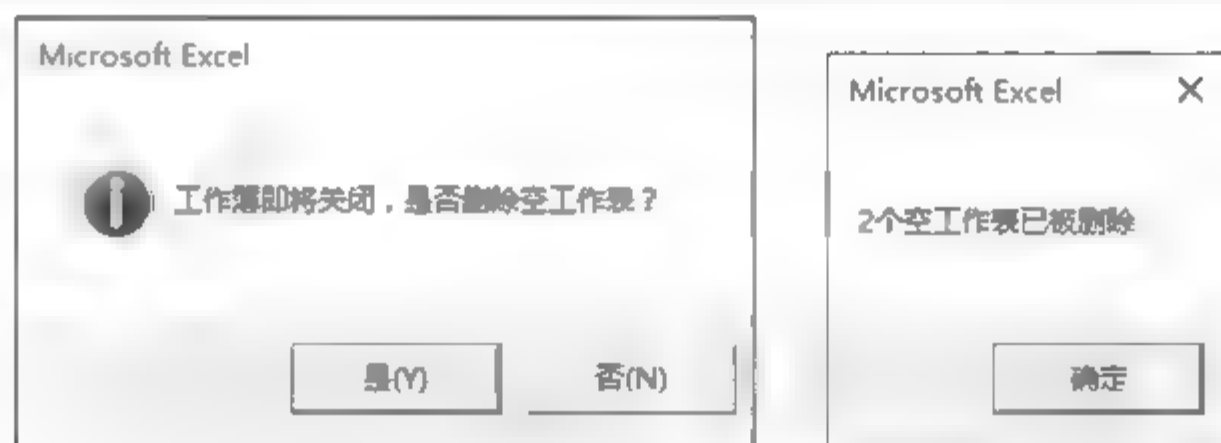 Microsoft Excel
工作簿即将关闭，是否删除空工作表？
是(Y)
否(N)
Microsoft Excel
2个空工作表已被删除
确定